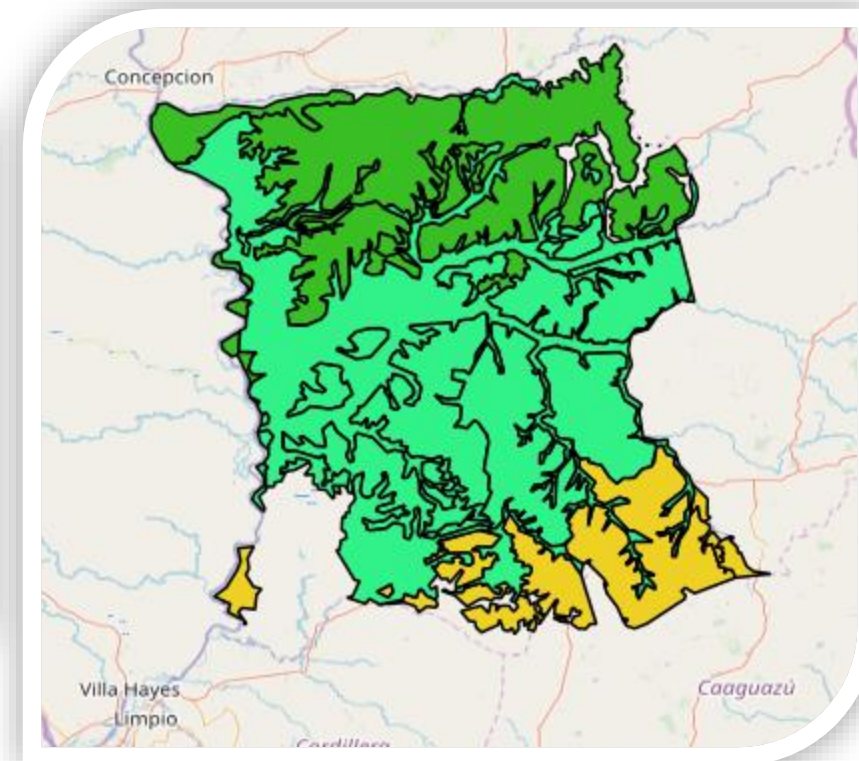 Concepcion
Villa Hayes
Limpio
Caaguazú
Cordillera